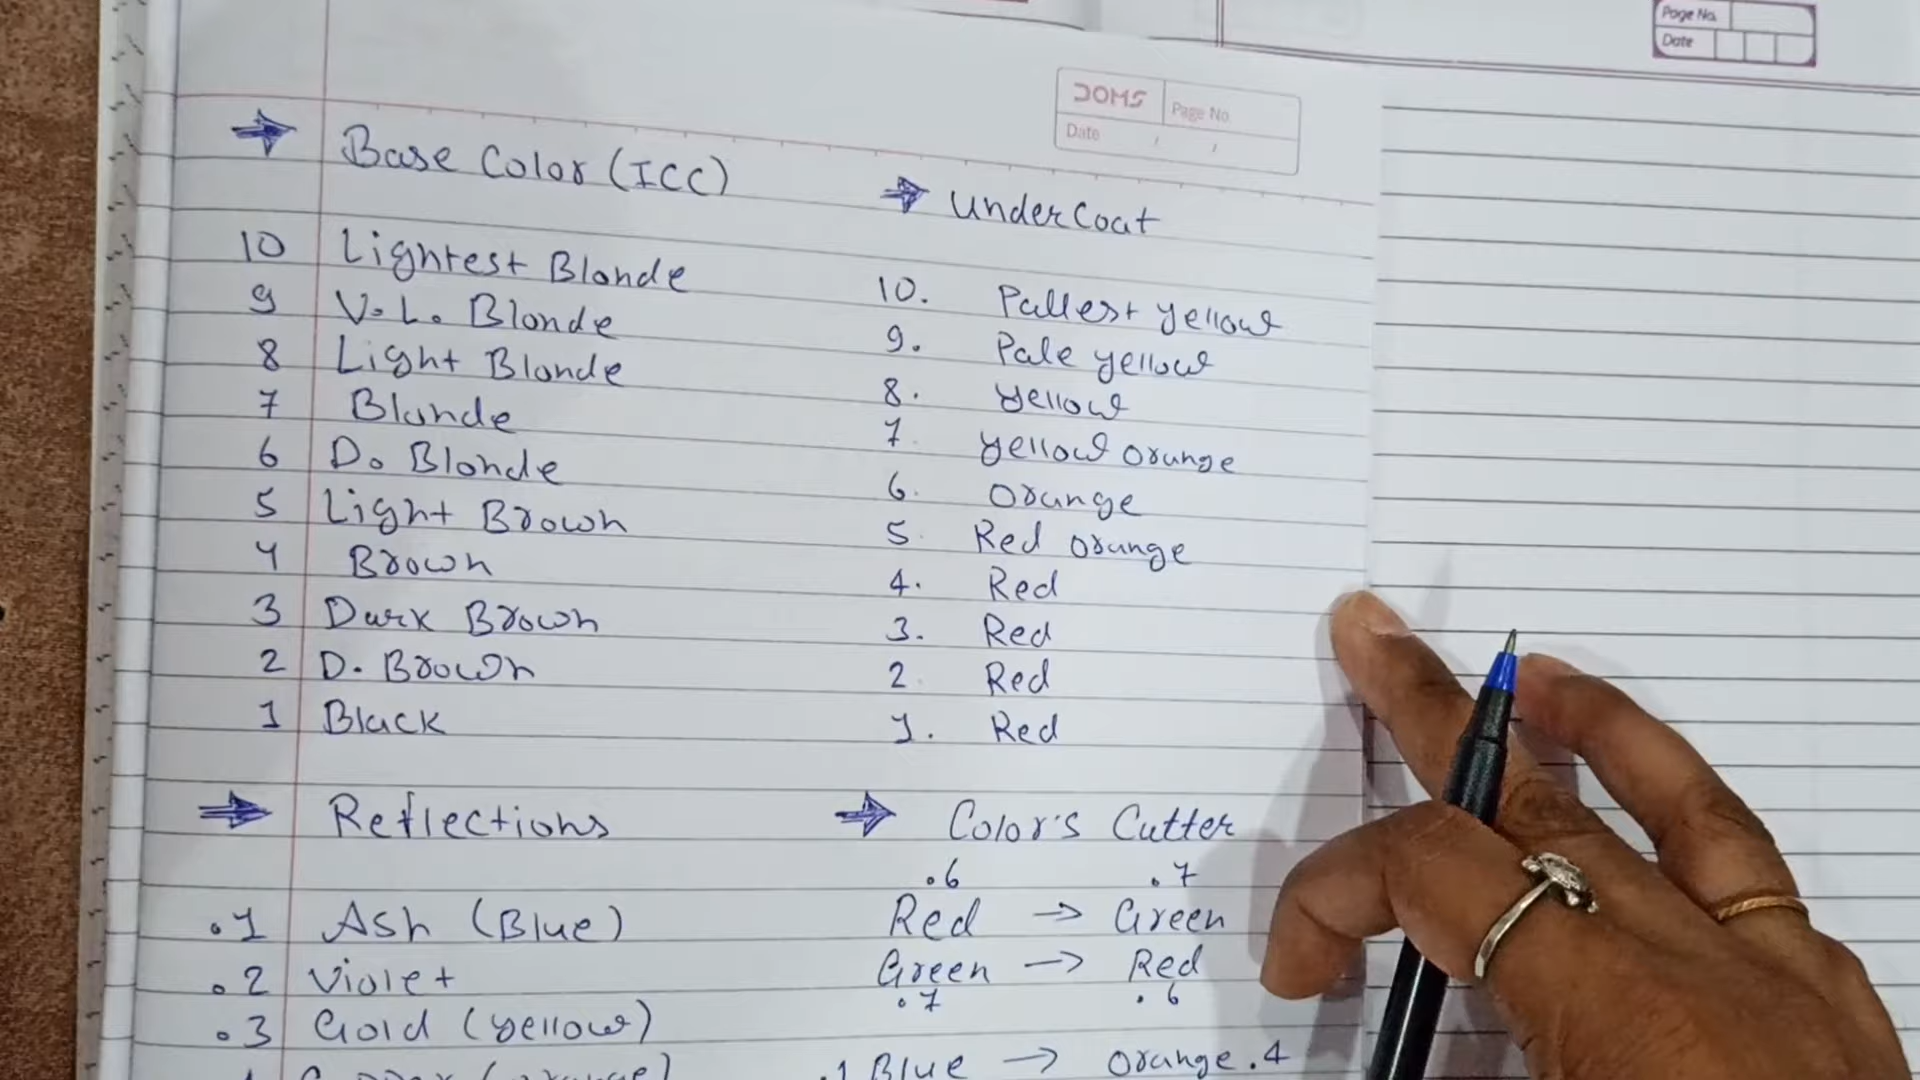 Page No.
Date
DOMS Page No
Date / /
Base Color (ICC)
10 Lightest Blonde
9 V.L. Blonde
8 Light Blonde
7 Blonde
6 D. Blonde
5 Light Brown
4 Brown
3 Dark Brown
2 D. Brown
1 Black
Under Coat
10. Pallest yellow
9. Pale yellow
8. yellow
7. yellow orange
6. Orange
5. Red orange
4. Red
3. Red
2. Red
1. Red
Reflections
.1 Ash (Blue)
.2 Violet
.3 Gold (yellow)
Color's Cutter
.6 .7
Red → Green
Green → Red
.7 .6
.1 Blue → Orange .4